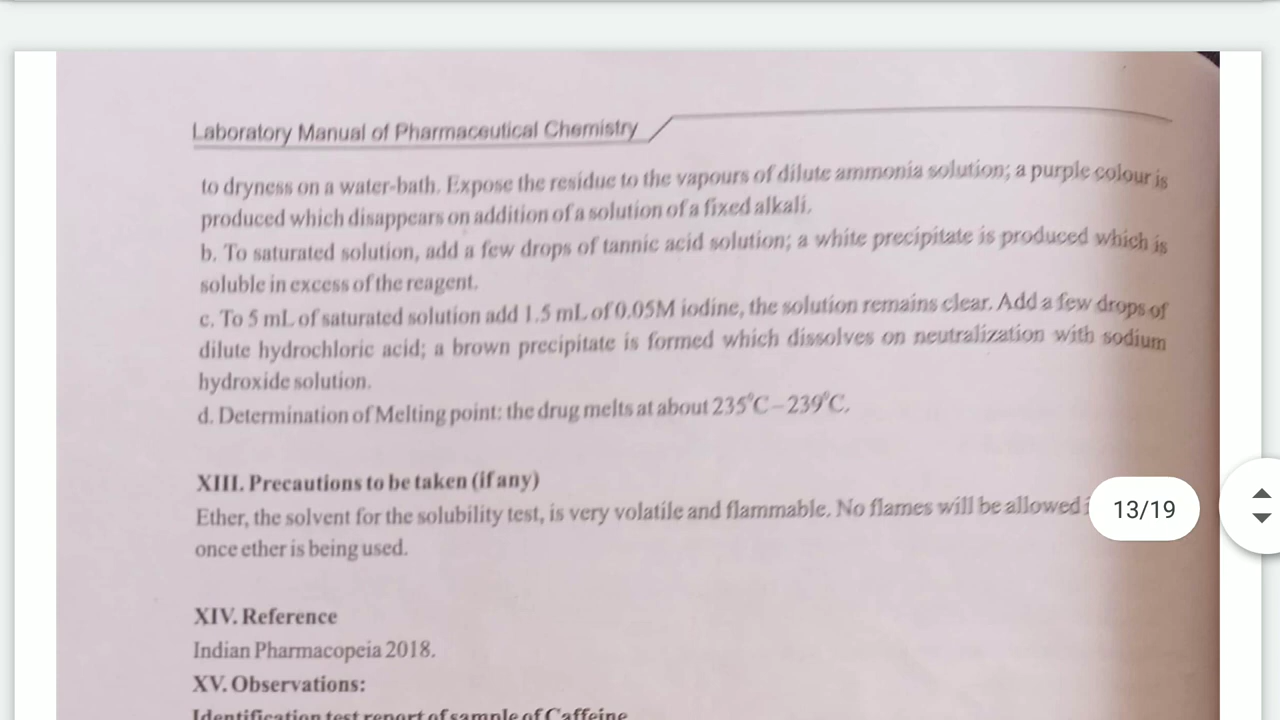 Laboratory Manual of Pharmaceutical Chemistry
to dryness on a water-bath. Expose the residue to the vapours of dilute ammonia solution; a purple colour is
produced which disappears on addition of a solution of a fixed alkali.
b. To saturated solution, add a few drops of tannic acid solution; a white precipitate is produced which is
soluble in excess of the reagent.
c. To 5 mL of saturated solution add 1.5 mL of 0.05M iodine, the solution remains clear. Add a few drops of
dilute hydrochloric acid; a brown precipitate is formed which dissolves on neutralization with sodium
hydroxide solution.
d. Determination of Melting point: the drug melts at about 235°C – 239°C.
XIII. Precautions to be taken (if any)
Ether, the solvent for the solubility test, is very volatile and flammable. No flames will be allowed
13/19
once ether is being used.
XIV. Reference
Indian Pharmacopeia 2018.
XV. Observations:
Identification test report of sample of Caffeine